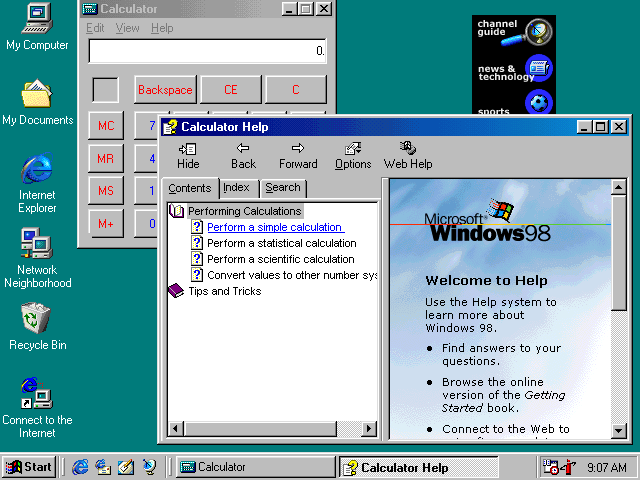 My Computer
My Documents
Internet
Explorer
Network
Neighborhood
Recycle Bin
Connect to the
Internet
Calculator
Edit View Help
0.
Backspace CE C
MC 7
MR 4
MS 1
M+ 0
channel
guide
news &
technology
sports
Calculator Help
Hide Back Forward Options Web Help
Contents Index Search
Performing Calculations
Perform a simple calculation
Perform a statistical calculation
Perform a scientific calculation
Convert values to other number sys
Tips and Tricks
Microsoft®
Windows98
Welcome to Help
Use the Help system to
learn more about
Windows 98.
• Find answers to your
questions.
• Browse the online
version of the Getting
Started book.
• Connect to the Web to
Start Calculator Calculator Help 9:07 AM